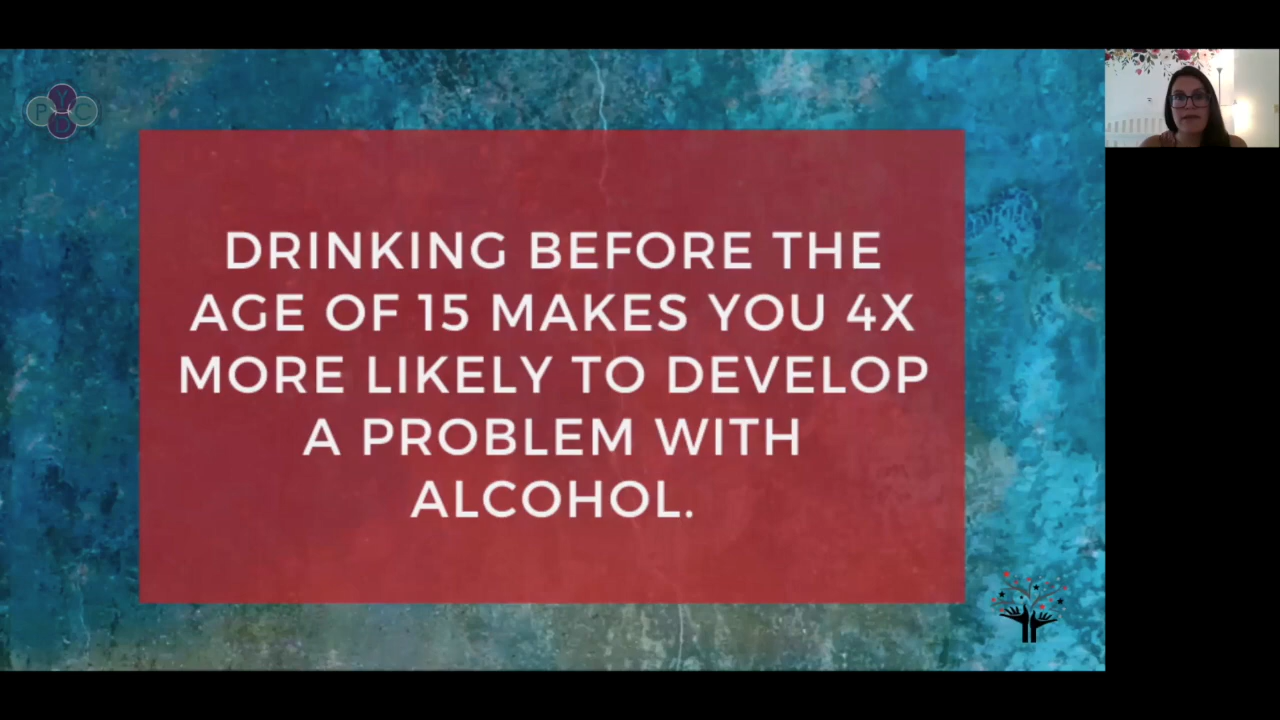 Y
P C
D
DRINKING BEFORE THE
AGE OF 15 MAKES YOU 4X
MORE LIKELY TO DEVELOP
A PROBLEM WITH
ALCOHOL.